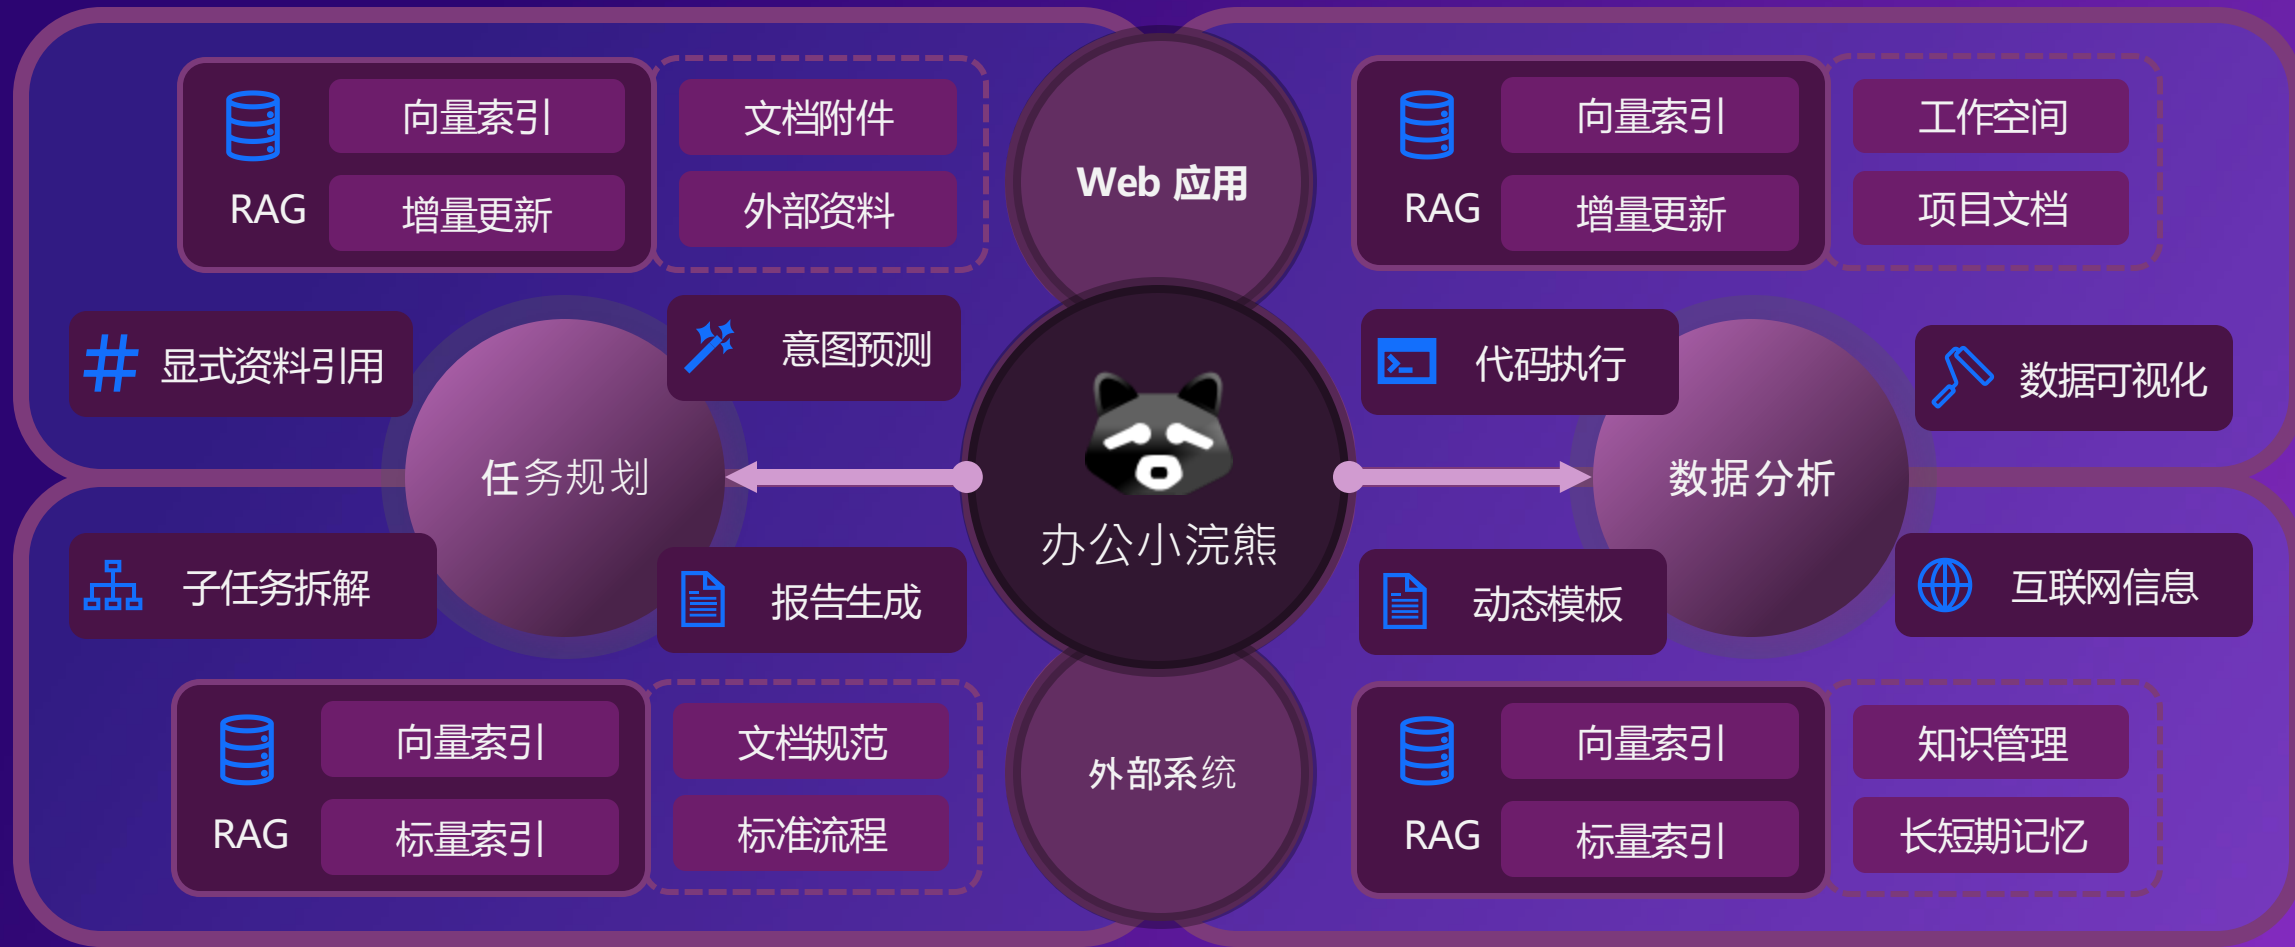 向量索引
RAG
增量更新
文档附件
外部资料
Web 应用
向量索引
RAG
增量更新
工作空间
项目文档
显式资料引用
意图预测
任务规划
子任务拆解
报告生成
办公小浣熊
代码执行
数据可视化
数据分析
动态模板
互联网信息
向量索引
RAG
标量索引
文档规范
标准流程
外部系统
向量索引
RAG
标量索引
知识管理
长短期记忆